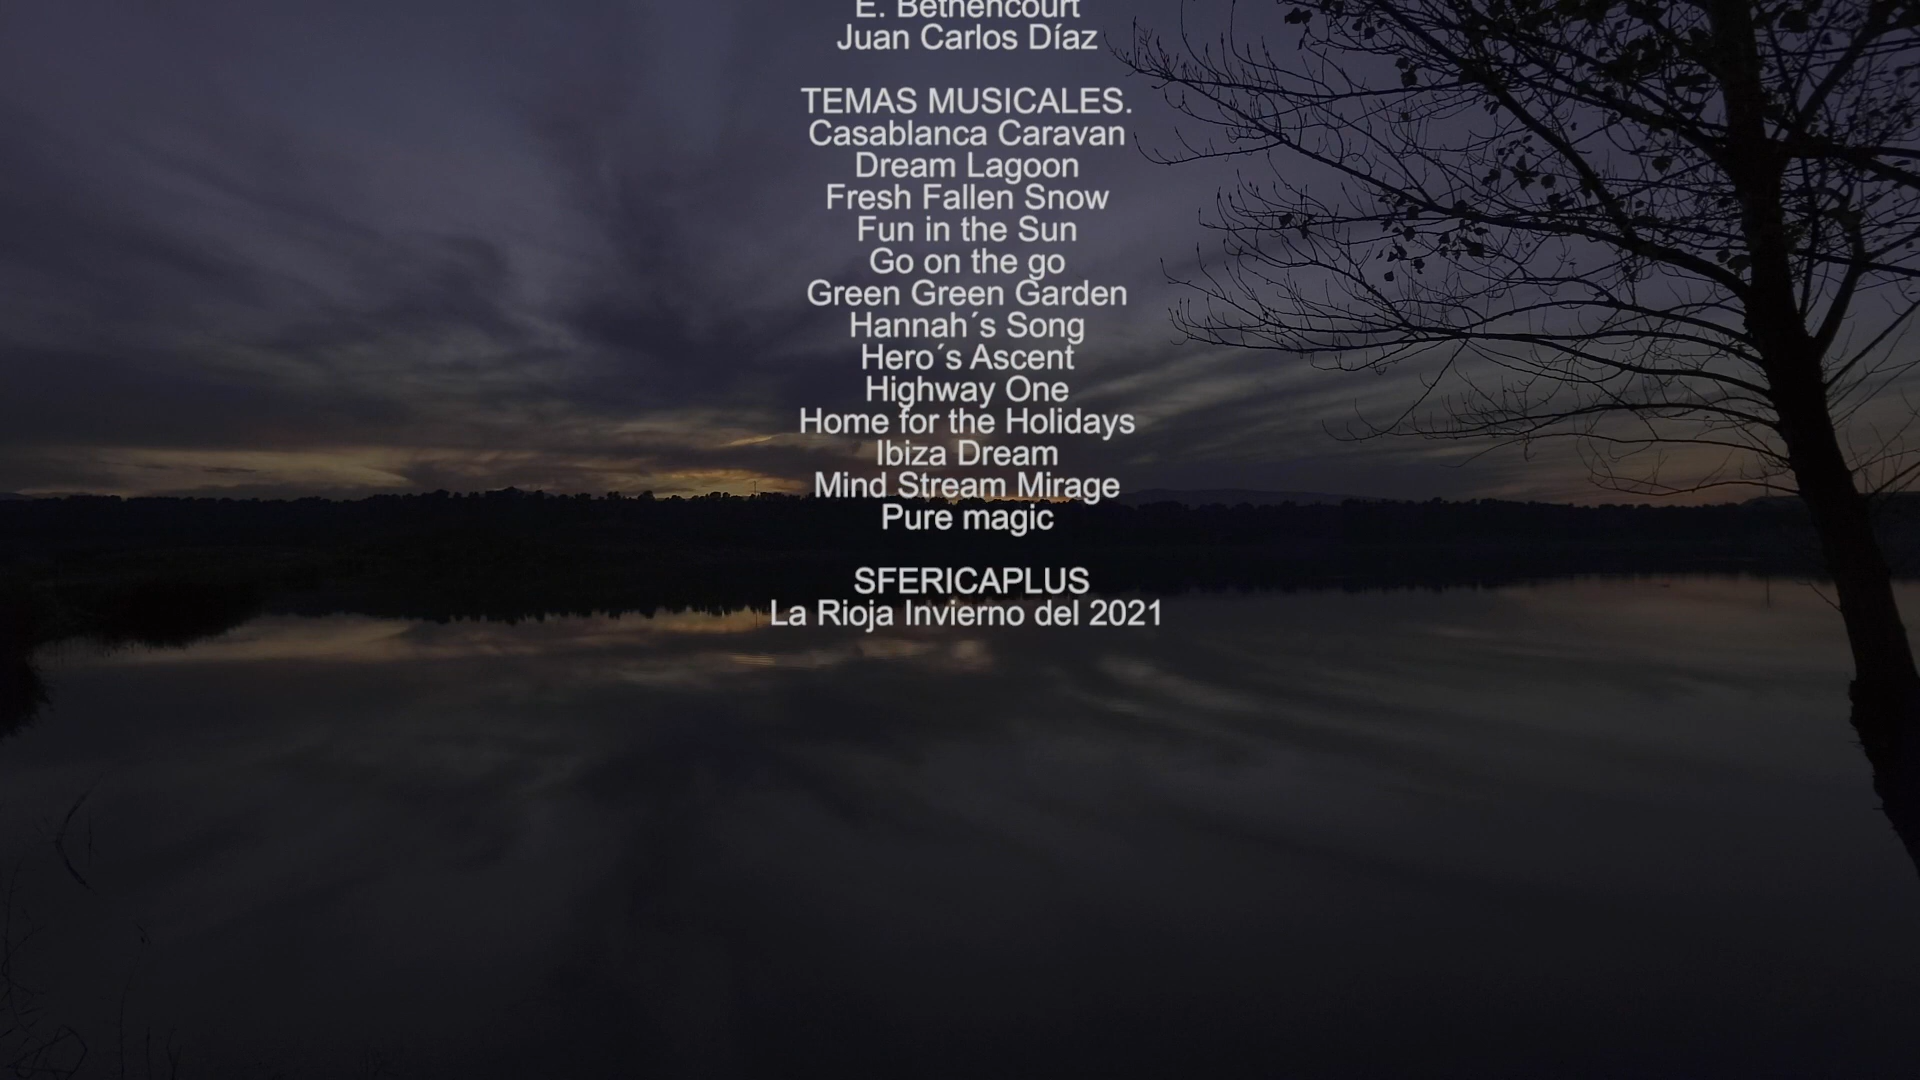 E. Bethencourt
Juan Carlos Díaz
TEMAS MUSICALES.
Casablanca Caravan
Dream Lagoon
Fresh Fallen Snow
Fun in the Sun
Go on the go
Green Green Garden
Hannah´s Song
Hero´s Ascent
Highway One
Home for the Holidays
Ibiza Dream
Mind Stream Mirage
Pure magic
SFERICAPLUS
La Rioja Invierno del 2021